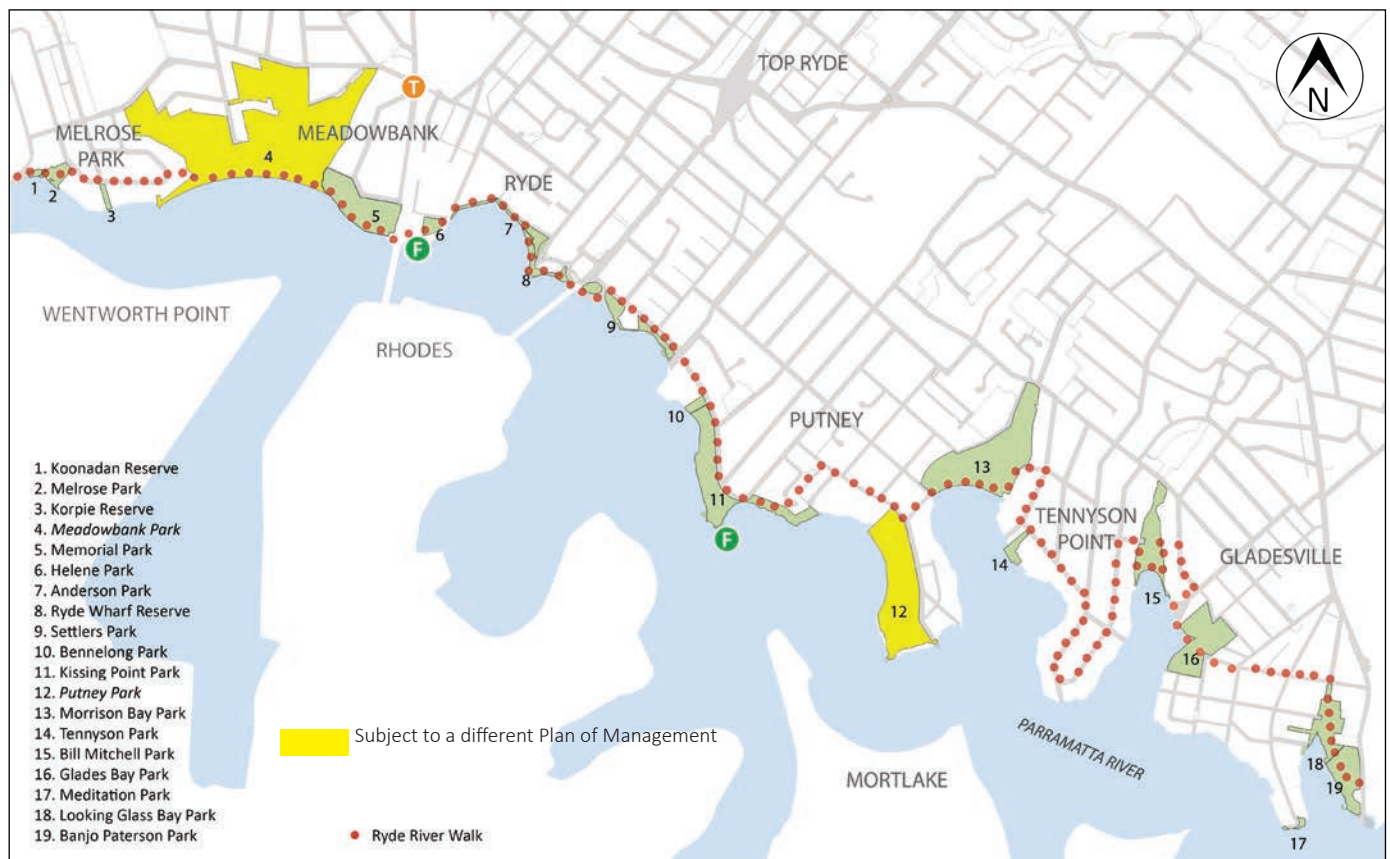 TOP RYDE
N
T
MELROSE
PARK
MEADOWBANK
4
RYDE
1
2
3
5
6
7
F
8
WENTWORTH POINT
RHODES
9
10
PUTNEY
11
13
F
TENNYSON
POINT
14
GLADESVILLE
15
12
16
1. Koonadan Reserve
2. Melrose Park
3. Korpie Reserve
4. Meadowbank Park
5. Memorial Park
6. Helene Park
7. Anderson Park
8. Ryde Wharf Reserve
9. Settlers Park
10. Bennelong Park
11. Kissing Point Park
12. Putney Park
13. Morrison Bay Park
14. Tennyson Park
15. Bill Mitchell Park
16. Glades Bay Park
17. Meditation Park
18. Looking Glass Bay Park
19. Banjo Paterson Park
Subject to a different Plan of Management
Ryde River Walk
MORTLAKE
PARRAMATTA RIVER
18
19
17